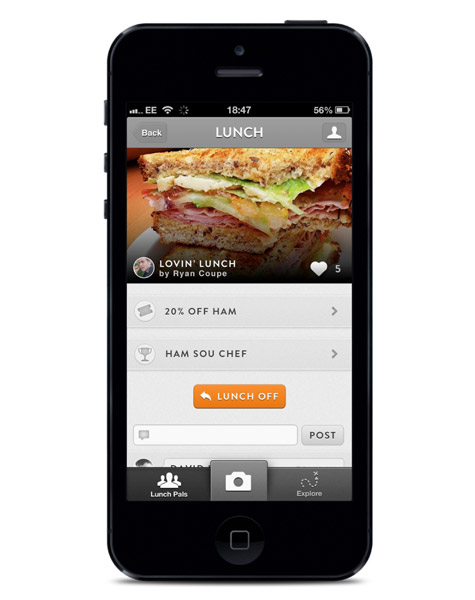 EE 18:47 56%
Back LUNCH
LOVIN' LUNCH
by Ryan Coupe
5
20% OFF HAM
HAM SOU CHEF
LUNCH OFF
POST
DAVID
Lunch Pals
Explore